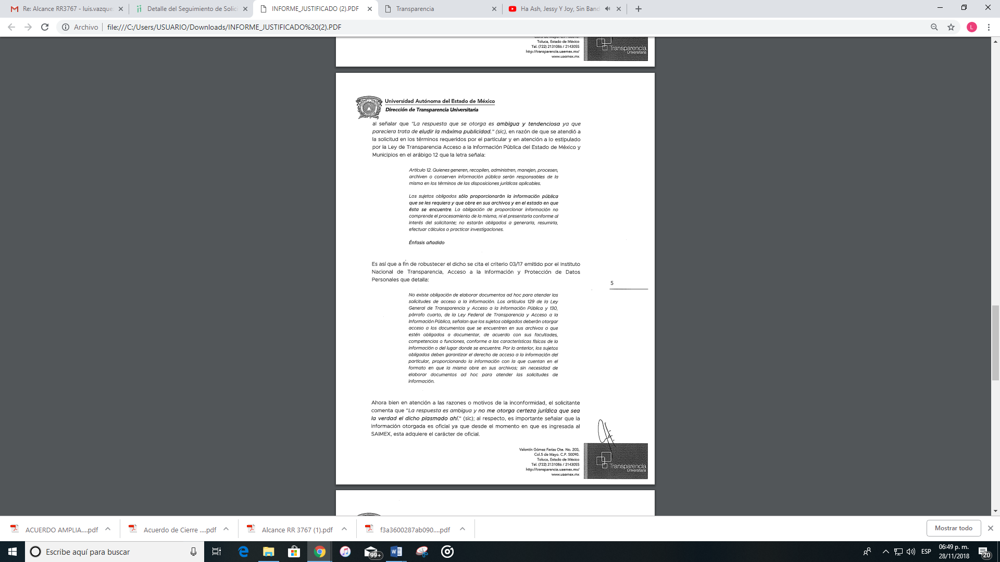 Re: Alcance RR3767 - luis.vazque
Detalle del Seguimiento de Solici
INFORME_JUSTIFICADO (2).PDF
Transparencia
Ha Ash, Jessy Y Joy, Sin Band
Archivo
file:///C:/Users/USUARIO/Downloads/INFORME_JUSTIFICADO%20(2).PDF
L
Toluca, Estado de México
Tel. (722) 2131086 / 2143055
http://transparencia.uaemex.mx/
www.uaemex.mx
Transparencia
Universitaria
Universidad Autónoma del Estado de México
Dirección de Transparencia Universitaria
al señalar que "La respuesta que se otorga es ambigua y tendenciosa ya que
pareciera trata de eludir la máxima publicidad." (sic), en razón de que se atendió a
la solicitud en los términos requeridos por el particular y en atención a lo estipulado
por la Ley de Transparencia Acceso a la Información Pública del Estado de México y
Municipios en el arábigo 12 que la letra señala:
Artículo 12. Quienes generen, recopilen, administren, manejen, procesen,
archiven o conserven información pública serán responsables de la
misma en los términos de las disposiciones jurídicas aplicables.
Los sujetos obligados sólo proporcionarán la información pública
que se les requiera y que obre en sus archivos y en el estado en que
ésta se encuentre. La obligación de proporcionar información no
comprende el procesamiento de la misma, ni el presentarla conforme al
interés del solicitante; no estarán obligados a generarla, resumirla,
efectuar cálculos o practicar investigaciones.
Énfasis añadido
Es así que a fin de robustecer el dicho se cita el criterio 03/17 emitido por el Instituto
Nacional de Transparencia, Acceso a la Información y Protección de Datos
Personales que detalla:
5
No existe obligación de elaborar documentos ad hoc para atender las
solicitudes de acceso a la información. Los artículos 129 de la Ley
General de Transparencia y Acceso a la Información Pública y 130,
párrafo cuarto, de la Ley Federal de Transparencia y Acceso a la
Información Pública, señalan que los sujetos obligados deberán otorgar
acceso a los documentos que se encuentren en sus archivos o que
estén obligados a documentar, de acuerdo con sus facultades,
competencias o funciones, conforme a las características físicas de la
información o del lugar donde se encuentre. Por lo anterior, los sujetos
obligados deben garantizar el derecho de acceso a la información del
particular, proporcionando la información con la que cuentan en el
formato en que la misma obre en sus archivos; sin necesidad de
elaborar documentos ad hoc para atender las solicitudes de
información.
Ahora bien en atención a las razones o motivos de la inconformidad, el solicitante
comenta que "La respuesta es ambigua y no me otorga certeza jurídica que sea
la verdad el dicho plasmado ahí." (sic); al respecto, es importante señalar que la
información otorgada es oficial ya que desde el momento en que es ingresada al
SAIMEX, esta adquiere el carácter de oficial.
Valentín Gómez Farías Ote. No. 200,
Col.5 de Mayo. C.P. 50090.
Toluca, Estado de México
Tel. (722) 2131086 / 2143055
http://transparencia.uaemex.mx/
www.uaemex.mx
Transparencia
Universitaria
ACUERDO AMPLIA....pdf
Acuerdo de Cierre ....pdf
Alcance RR 3767 (1).pdf
f3a3600287ab090....pdf
Mostrar todo
Escribe aquí para buscar
99+
ESP
06:49 p. m.
28/11/2018
20